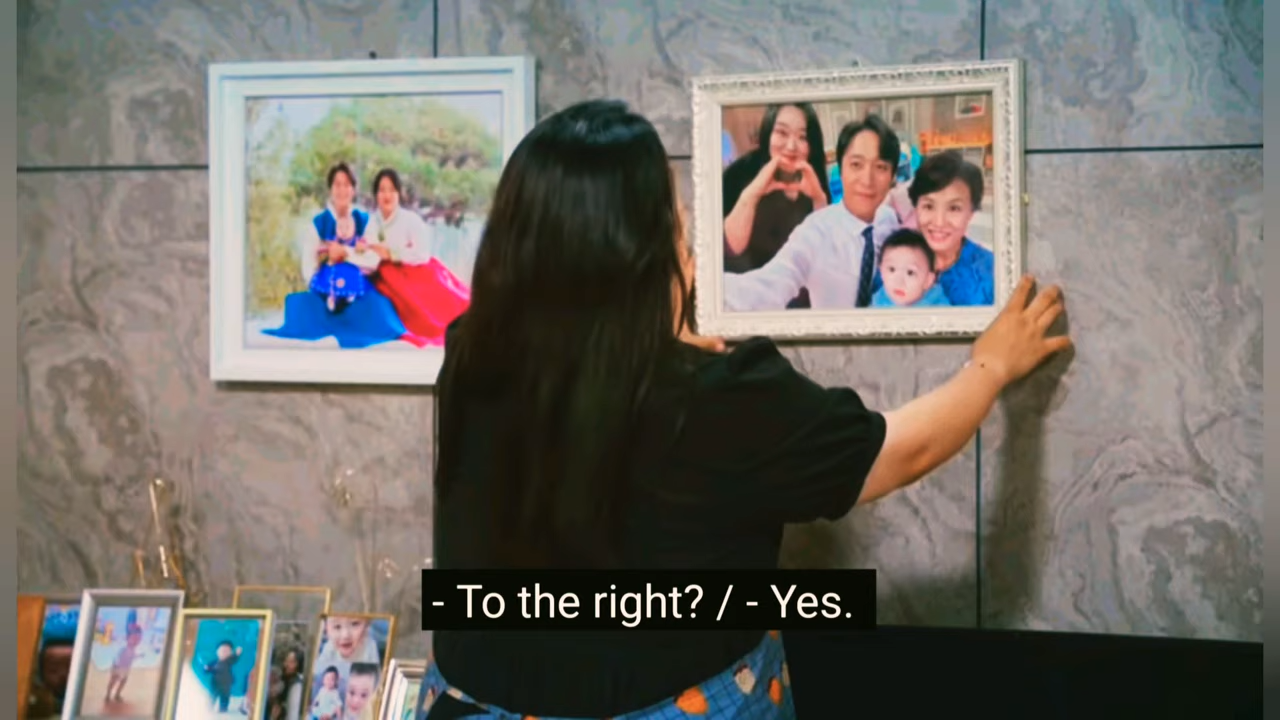 - To the right? / - Yes.